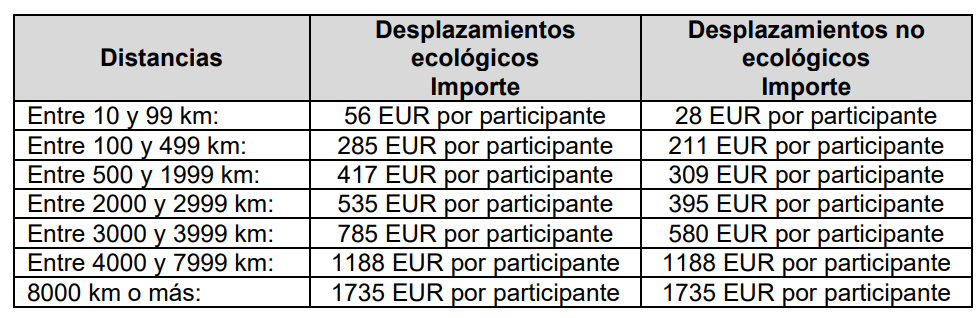 Distancias
Desplazamientos
ecológicos
Importe
Desplazamientos no
ecológicos
Importe
Entre 10 y 99 km: 56 EUR por participante 28 EUR por participante
Entre 100 y 499 km: 285 EUR por participante 211 EUR por participante
Entre 500 y 1999 km: 417 EUR por participante 309 EUR por participante
Entre 2000 y 2999 km: 535 EUR por participante 395 EUR por participante
Entre 3000 y 3999 km: 785 EUR por participante 580 EUR por participante
Entre 4000 y 7999 km: 1188 EUR por participante 1188 EUR por participante
8000 km o más: 1735 EUR por participante 1735 EUR por participante